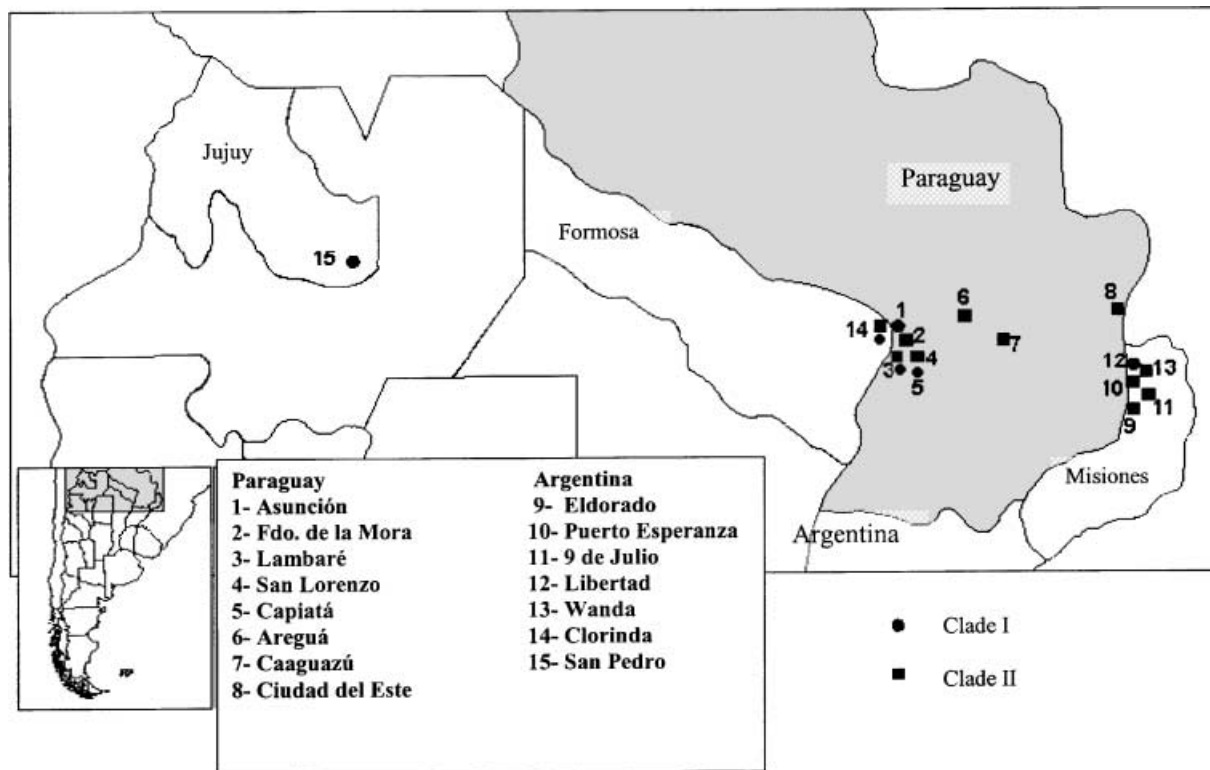 Jujuy
Paraguay
Formosa
15
6
8
1
14
2
7
3
4
5
12
13
10
11
9
Misiones
Argentina
Paraguay
1- Asunción
2- Fdo. de la Mora
3- Lambaré
4- San Lorenzo
5- Capiatá
6- Areguá
7- Caaguazú
8- Ciudad del Este
Argentina
9- Eldorado
10- Puerto Esperanza
11- 9 de Julio
12- Libertad
13- Wanda
14- Clorinda
15- San Pedro
Clade I
Clade II